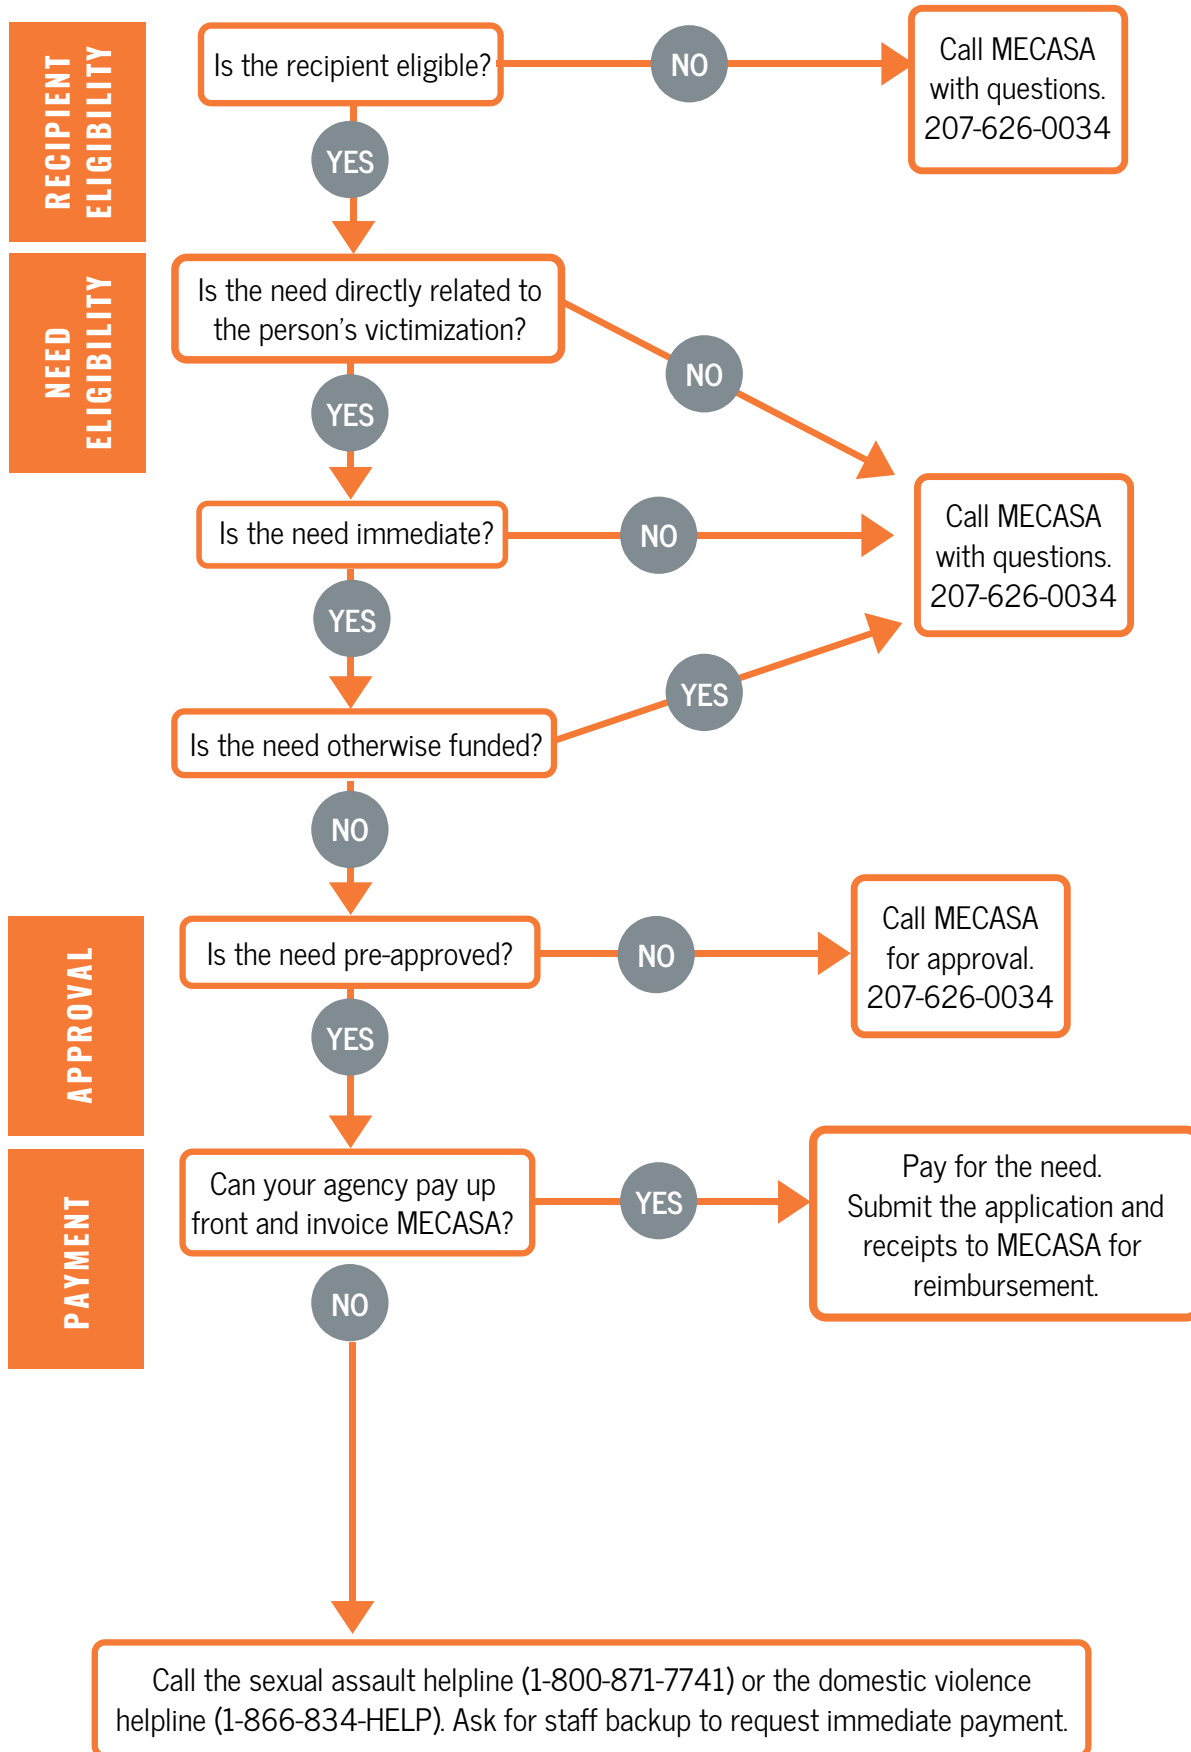 RECIPIENT
ELIGIBILITY
Is the recipient eligible?
NO
Call MECASA
with questions.
207-626-0034
YES
NEED
ELIGIBILITY
Is the need directly related to
the person's victimization?
NO
YES
Is the need immediate?
NO
Call MECASA
with questions.
207-626-0034
YES
Is the need otherwise funded?
YES
NO
APPROVAL
Is the need pre-approved?
NO
Call MECASA
for approval.
207-626-0034
YES
PAYMENT
Can your agency pay up
front and invoice MECASA?
YES
Pay for the need.
Submit the application and
receipts to MECASA for
reimbursement.
NO
Call the sexual assault helpline (1-800-871-7741) or the domestic violence
helpline (1-866-834-HELP). Ask for staff backup to request immediate payment.